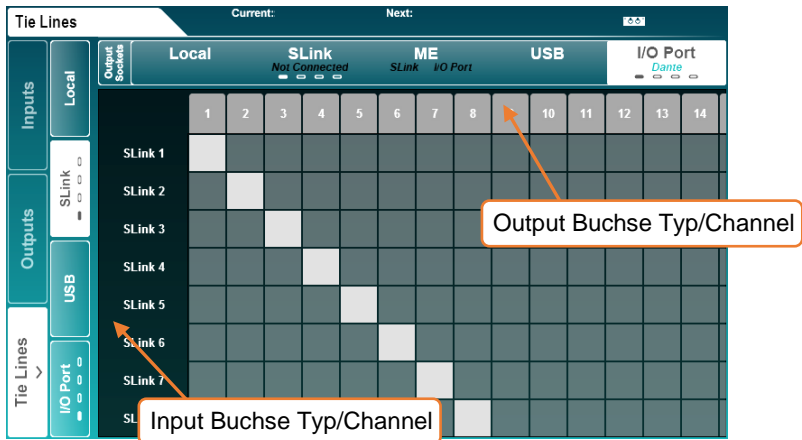 Tie Lines
Current:
Next:
Inputs
Outputs
Tie Lines
Local
SLink
USB
I/O Port
Output Sockets
Local
SLink
Not Connected
ME
SLink I/O Port
USB
I/O Port
Dante
1 2 3 4 5 6 7 8 10 11 12 13 14
SLink 1
SLink 2
SLink 3
SLink 4
SLink 5
SLink 6
SLink 7
Output Buchse Typ/Channel
Input Buchse Typ/Channel